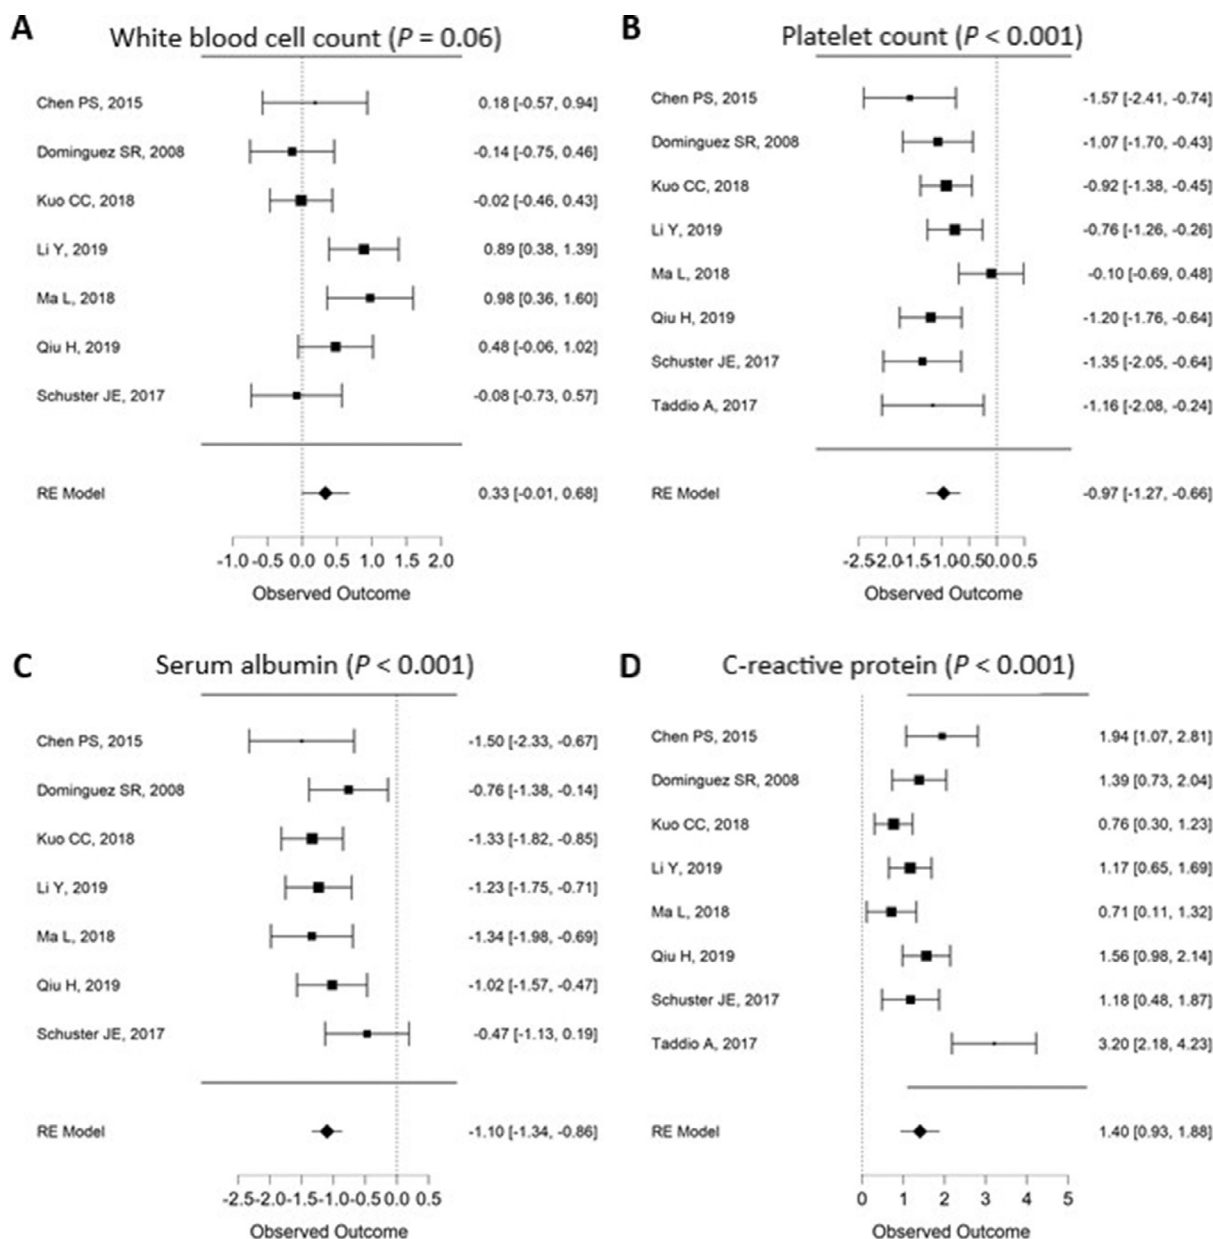 A
White blood cell count (P = 0.06)
Chen PS, 2015 0.18 [-0.57, 0.94]
Dominguez SR, 2008 -0.14 [-0.75, 0.46]
Kuo CC, 2018 -0.02 [-0.46, 0.43]
Li Y, 2019 0.89 [0.38, 1.39]
Ma L, 2018 0.98 [0.36, 1.60]
Qiu H, 2019 0.48 [-0.06, 1.02]
Schuster JE, 2017 -0.08 [-0.73, 0.57]
RE Model 0.33 [-0.01, 0.68]
-1.0 -0.5 0.0 0.5 1.0 1.5 2.0
Observed Outcome
B
Platelet count (P < 0.001)
Chen PS, 2015 -1.57 [-2.41, -0.74]
Dominguez SR, 2008 -1.07 [-1.70, -0.43]
Kuo CC, 2018 -0.92 [-1.38, -0.45]
Li Y, 2019 -0.76 [-1.26, -0.26]
Ma L, 2018 -0.10 [-0.69, 0.48]
Qiu H, 2019 -1.20 [-1.76, -0.64]
Schuster JE, 2017 -1.35 [-2.05, -0.64]
Taddio A, 2017 -1.16 [-2.08, -0.24]
RE Model -0.97 [-1.27, -0.66]
-2.5 -2.0 -1.5 -1.0 -0.5 0.0 0.5
Observed Outcome
C
Serum albumin (P < 0.001)
Chen PS, 2015 -1.50 [-2.33, -0.67]
Dominguez SR, 2008 -0.76 [-1.38, -0.14]
Kuo CC, 2018 -1.33 [-1.82, -0.85]
Li Y, 2019 -1.23 [-1.75, -0.71]
Ma L, 2018 -1.34 [-1.98, -0.69]
Qiu H, 2019 -1.02 [-1.57, -0.47]
Schuster JE, 2017 -0.47 [-1.13, 0.19]
RE Model -1.10 [-1.34, -0.86]
-2.5 -2.0 -1.5 -1.0 -0.5 0.0 0.5
Observed Outcome
D
C-reactive protein (P < 0.001)
Chen PS, 2015 1.94 [1.07, 2.81]
Dominguez SR, 2008 1.39 [0.73, 2.04]
Kuo CC, 2018 0.76 [0.30, 1.23]
Li Y, 2019 1.17 [0.65, 1.69]
Ma L, 2018 0.71 [0.11, 1.32]
Qiu H, 2019 1.56 [0.98, 2.14]
Schuster JE, 2017 1.18 [0.48, 1.87]
Taddio A, 2017 3.20 [2.18, 4.23]
RE Model 1.40 [0.93, 1.88]
0 1 2 3 4 5
Observed Outcome